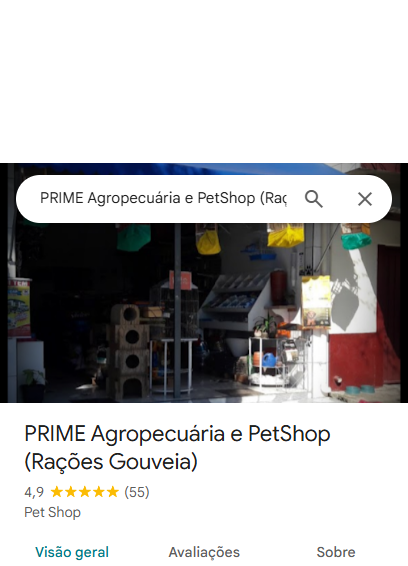 PRIME Agropecuária e PetShop (Raç
PRIME Agropecuária e PetShop
(Rações Gouveia)
4,9 (55)
Pet Shop
Visão geral Avaliações Sobre